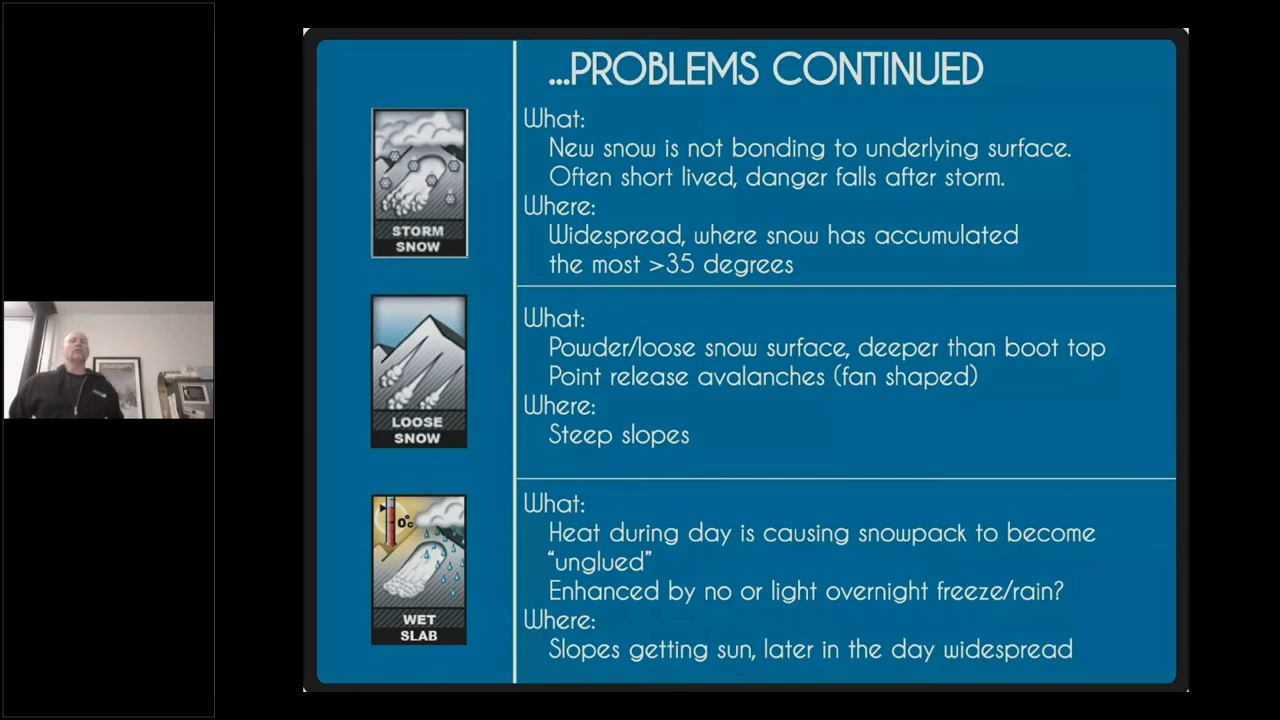 ...PROBLEMS CONTINUED
STORM
SNOW
What:
New snow is not bonding to underlying surface.
Often short lived, danger falls after storm.
Where:
Widespread, where snow has accumulated
the most >35 degrees
LOOSE
SNOW
What:
Powder/loose snow surface, deeper than boot top
Point release avalanches (fan shaped)
Where:
Steep slopes
0°c
WET
SLAB
What:
Heat during day is causing snowpack to become
“unglued”
Enhanced by no or light overnight freeze/rain?
Where:
Slopes getting sun, later in the day widespread